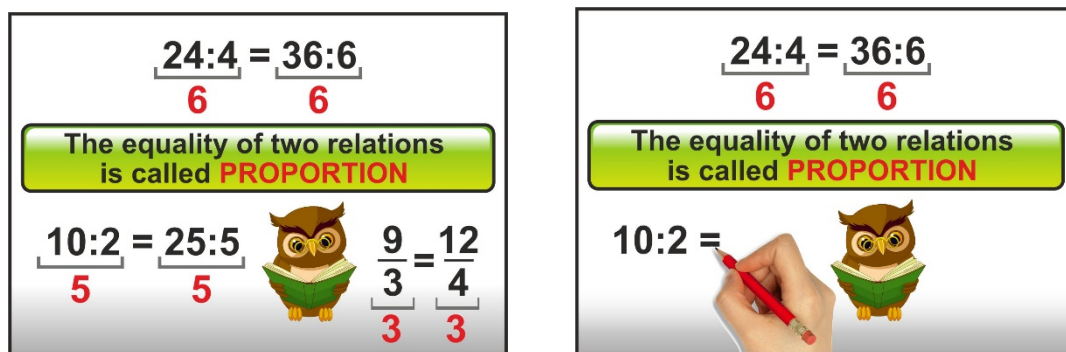 24:4 = 36:6
6 6
The equality of two relations
is called PROPORTION
10:2 = 25:5
5 5
9/3 = 12/4
3 3
24:4 = 36:6
6 6
The equality of two relations
is called PROPORTION
10:2 =